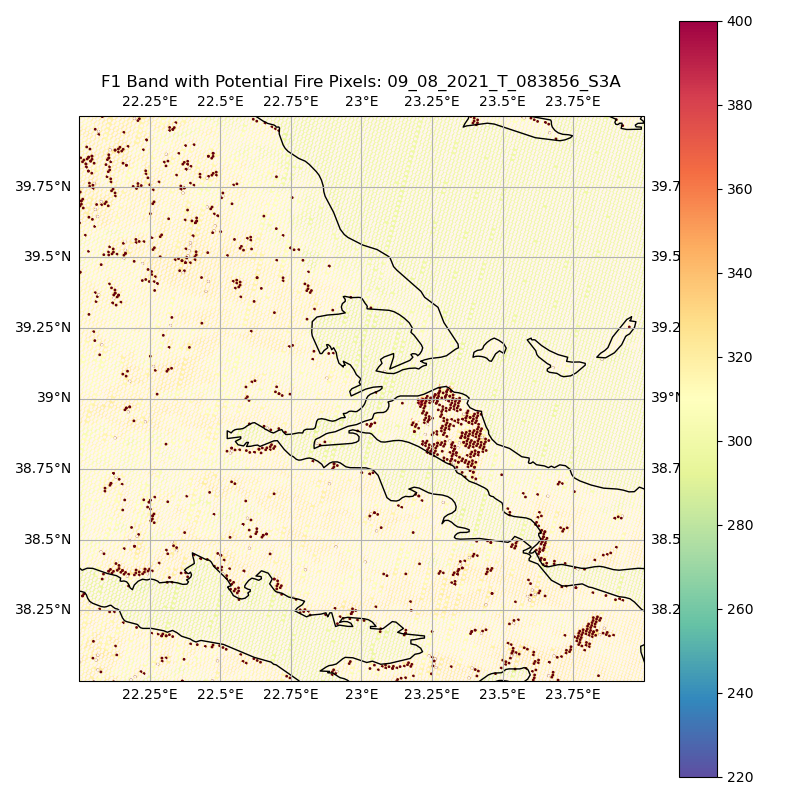 F1 Band with Potential Fire Pixels: 09_08_2021_T_083856_S3A
22.25°E 22.5°E 22.75°E 23°E 23.25°E 23.5°E 23.75°E
39.75°N 39.7
39.5°N 39.5
39.25°N 39.2
39°N 39°N
38.75°N 38.7
38.5°N 38.5
38.25°N 38.2
22.25°E 22.5°E 22.75°E 23°E 23.25°E 23.5°E 23.75°E
400
380
360
340
320
300
280
260
240
220